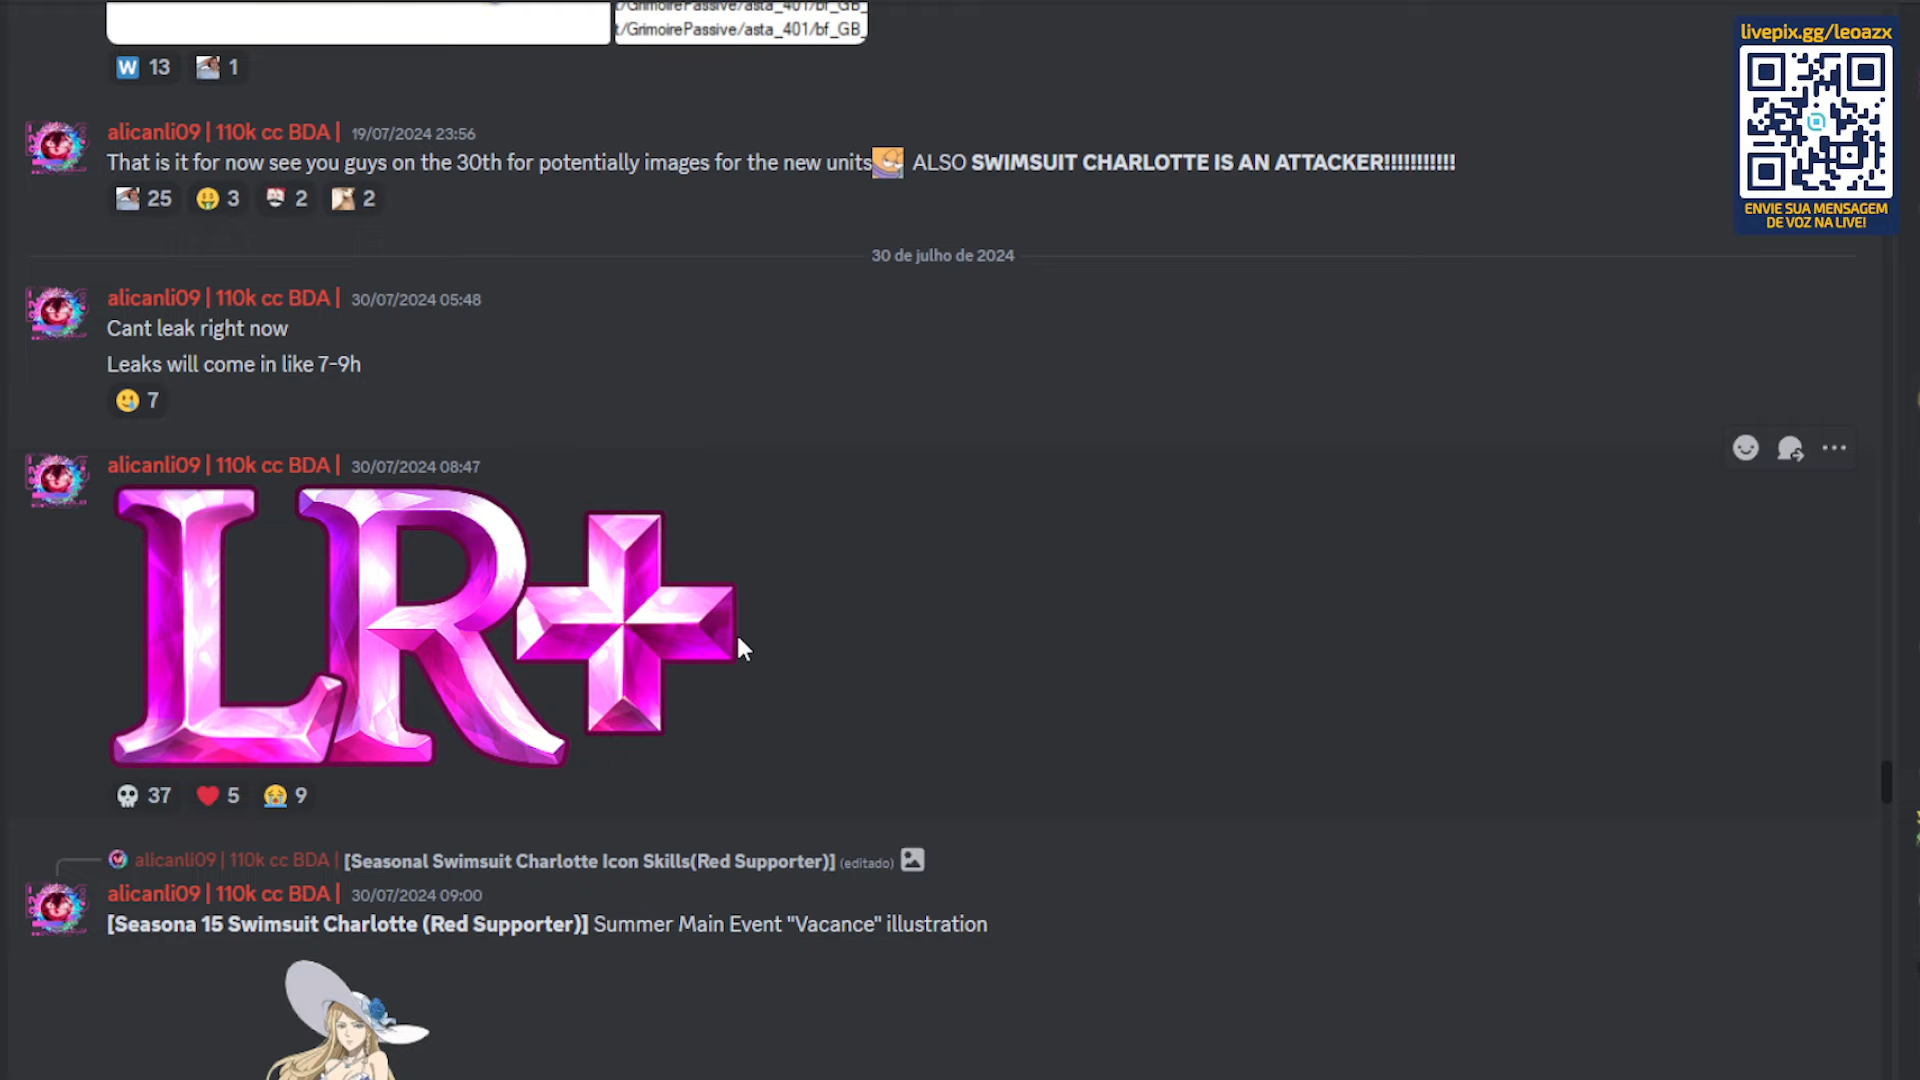 t/GrimoirePassive/asta_401/bf_GB_
t/GrimoirePassive/asta_401/bf_GB_
livepix.gg/leoazx
W 13 1
alicanli09 | 110k cc BDA | 19/07/2024 23:56
That is it for now see you guys on the 30th for potentially images for the new units ALSO SWIMSUIT CHARLOTTE IS AN ATTACKER!!!!!!!!!!!
ENVIE SUA MENSAGEM
DE VOZ NA LIVE!
25 3 2 2
30 de julho de 2024
alicanli09 | 110k cc BDA | 30/07/2024 05:48
Cant leak right now
Leaks will come in like 7-9h
7
alicanli09 | 110k cc BDA | 30/07/2024 08:47
LR+
37 5 9
alicanli09 | 110k cc BDA | [Seasonal Swimsuit Charlotte Icon Skills(Red Supporter)] (editado)
alicanli09 | 110k cc BDA | 30/07/2024 09:00
[Seasona 15 Swimsuit Charlotte (Red Supporter)] Summer Main Event "Vacance" illustration